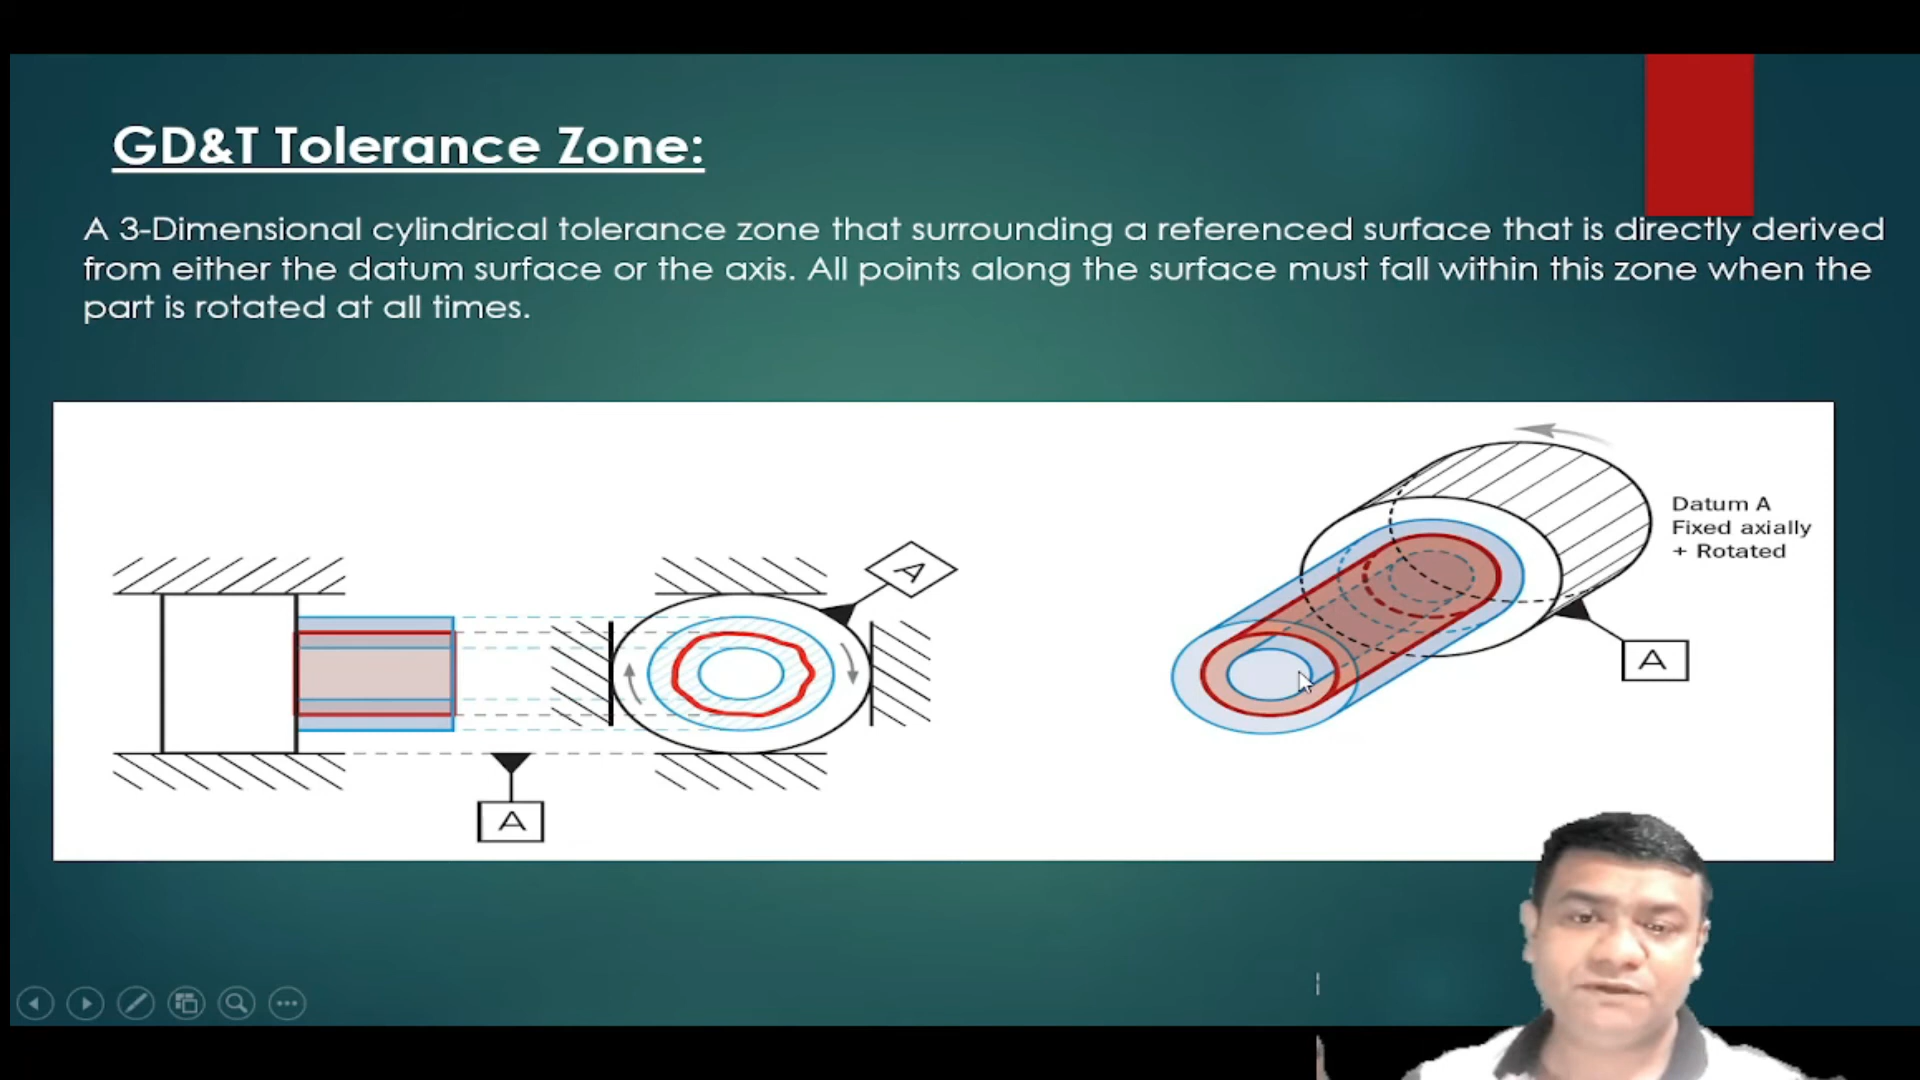 GD&T Tolerance Zone:
A 3-Dimensional cylindrical tolerance zone that surrounding a referenced surface that is directly derived
from either the datum surface or the axis. All points along the surface must fall within this zone when the
part is rotated at all times.
A
Datum A
Fixed axially
+ Rotated
A
A